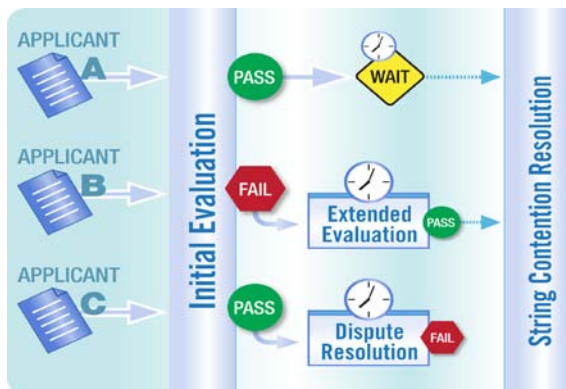 APPLICANT
A
PASS
WAIT
APPLICANT
B
FAIL
Extended
Evaluation
PASS
APPLICANT
C
PASS
Dispute
Resolution
FAIL
Initial Evaluation
String Contention Resolution